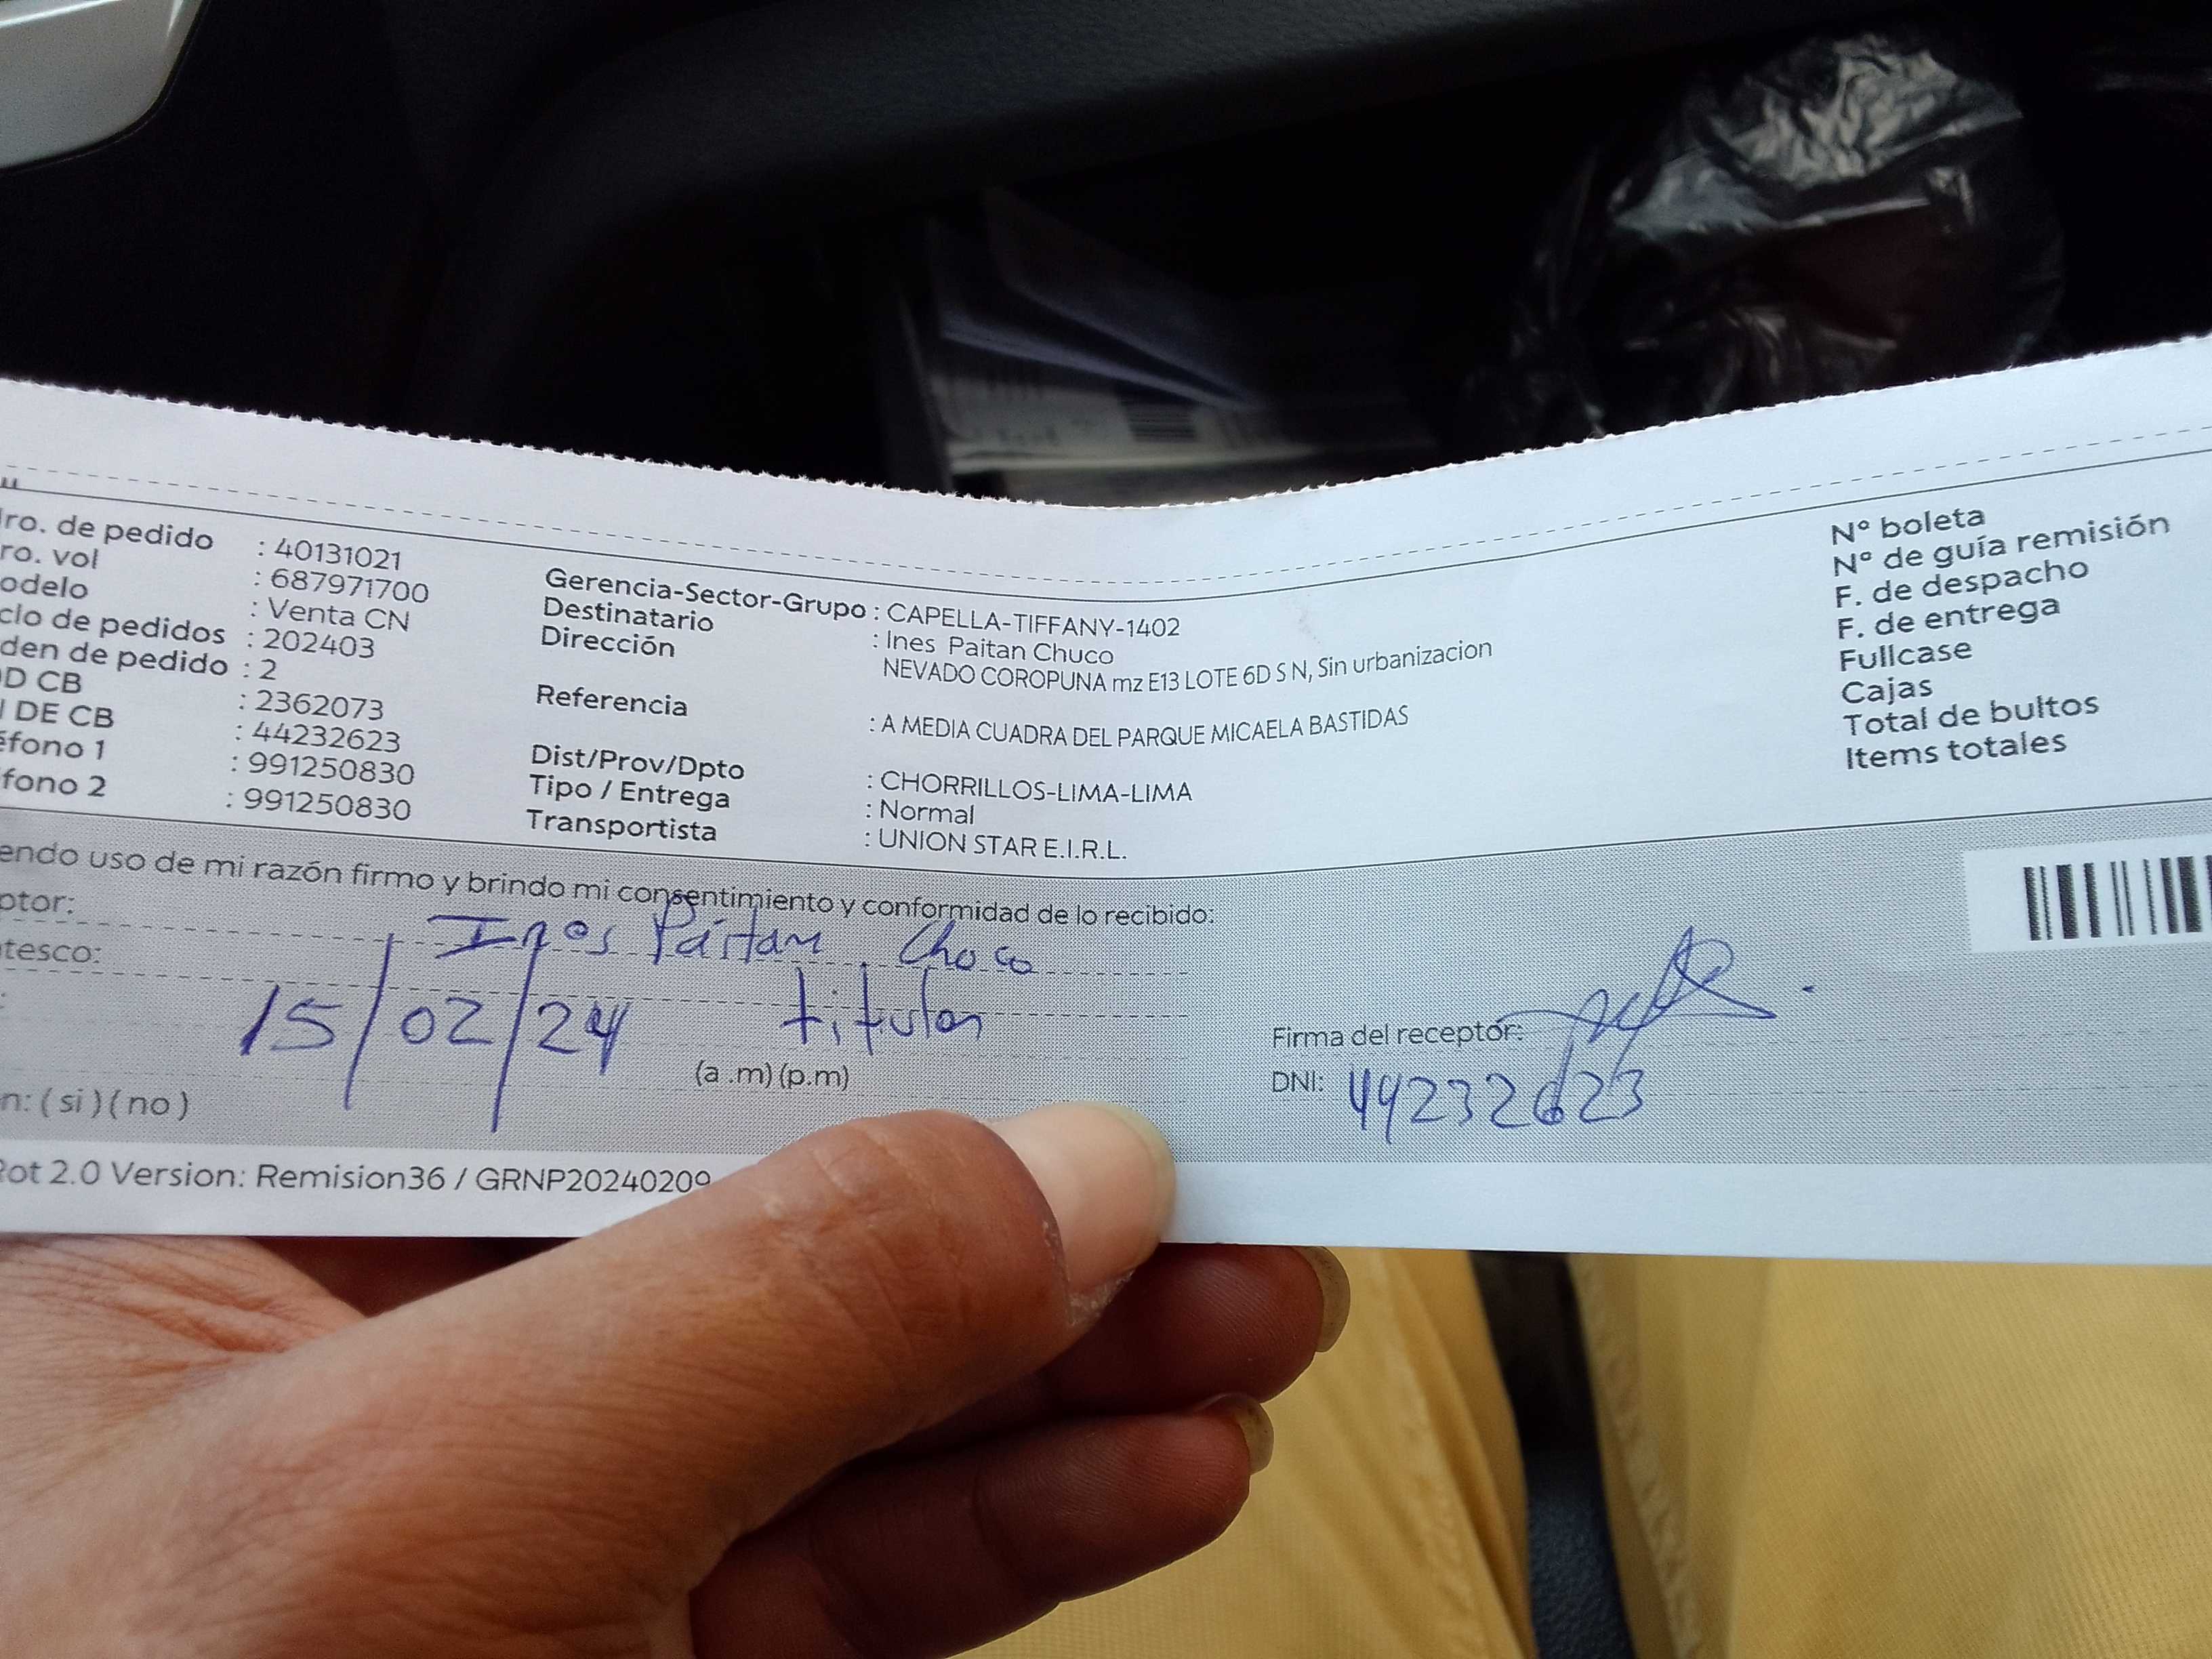 ro. de pedido : 40131021
ro. vol : 687971700
odelo : Venta CN
clo de pedidos : 202403
den de pedido : 2
D CB : 2362073
I DE CB : 44232623
éfono 1 : 991250830
fono 2 : 991250830
Gerencia-Sector-Grupo : CAPELLA-TIFFANY-1402
Destinatario : Ines Paitan Chuco
Dirección NEVADO COROPUNA mz E13 LOTE 6D S N, Sin urbanizacion
Referencia : A MEDIA CUADRA DEL PARQUE MICAELA BASTIDAS
Dist/Prov/Dpto : CHORRILLOS-LIMA-LIMA
Tipo / Entrega : Normal
Transportista : UNION STAR E.I.R.L.
N° boleta
N° de guía remisión
F. de despacho
F. de entrega
Fullcase
Cajas
Total de bultos
Items totales
endo uso de mi razón firmo y brindo mi consentimiento y conformidad de lo recibido:
ptor: Ines Paitan Choco
tesco: titular
15/02/24
(a .m) (p.m)
n: ( si ) ( no )
Firma del receptor:
DNI: 44232623
Rot 2.0 Version: Remision36 / GRNP20240209